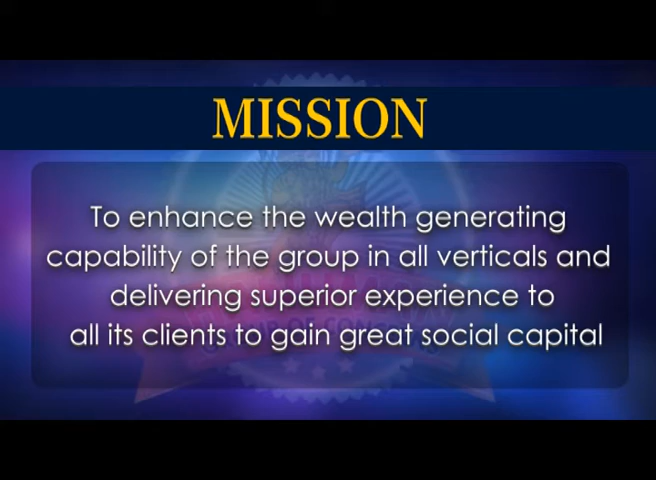 MISSION
To enhance the wealth generating
capability of the group in all verticals and
delivering superior experience to
all its clients to gain great social capital